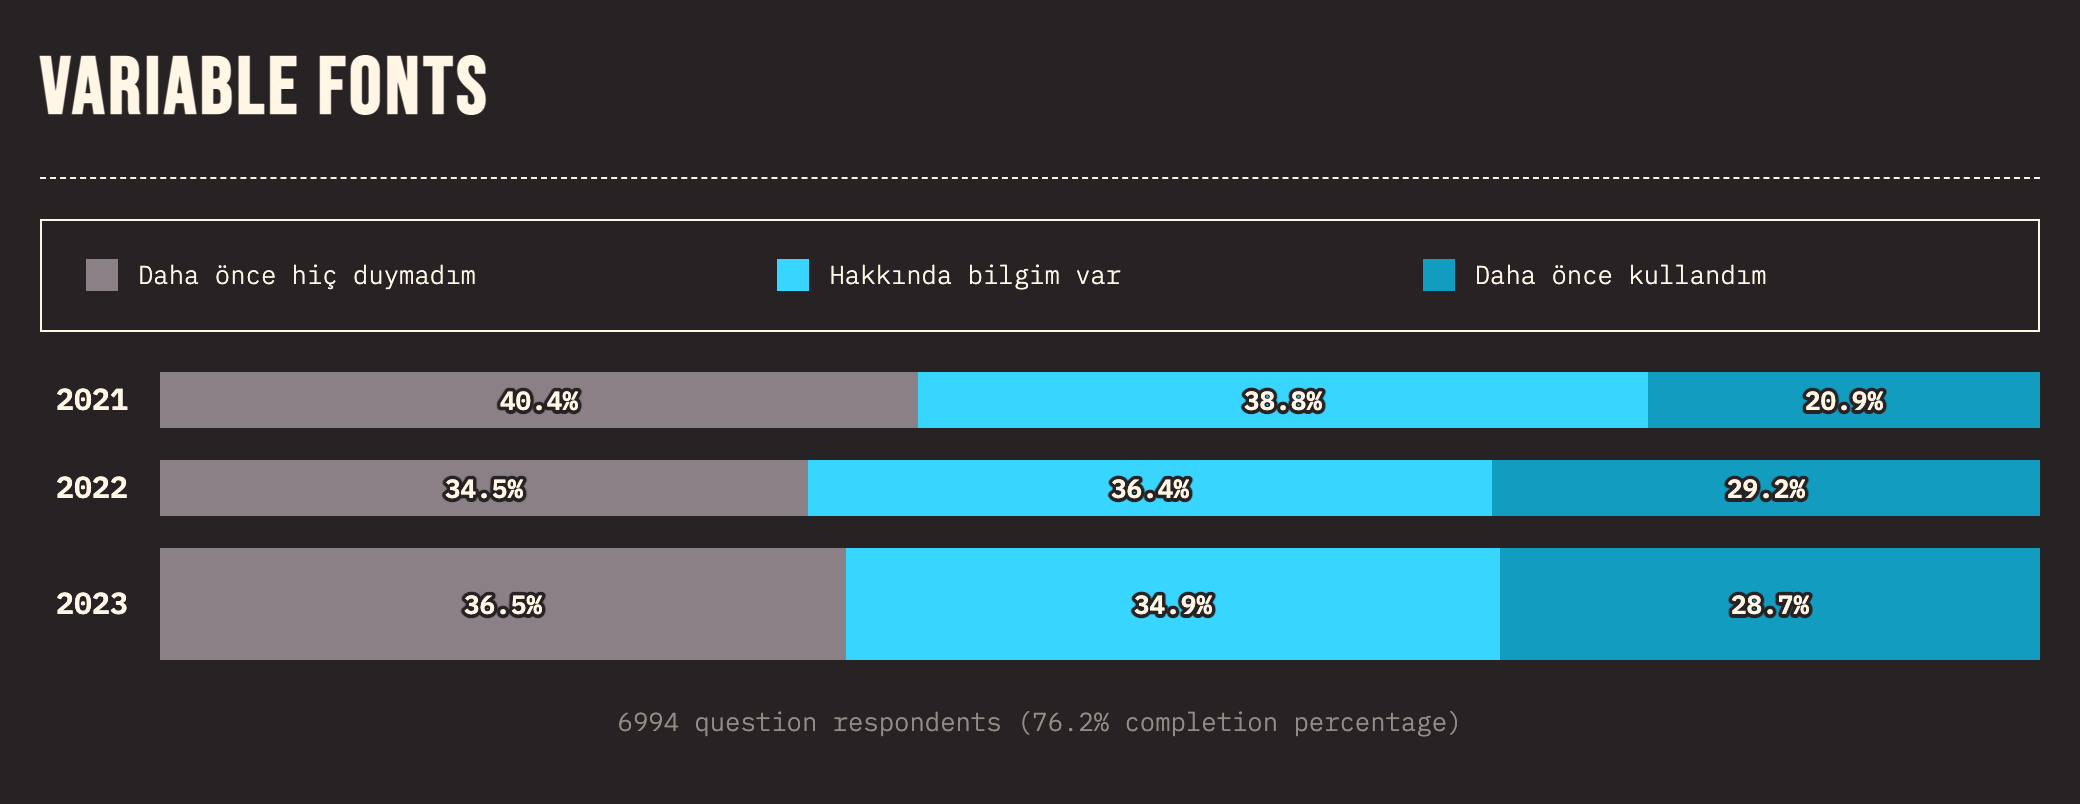 VARIABLE FONTS
Daha önce hiç duymadım Hakkında bilgim var Daha önce kullandım
2021 40.4% 38.8% 20.9%
2022 34.5% 36.4% 29.2%
2023 36.5% 34.9% 28.7%
6994 question respondents (76.2% completion percentage)